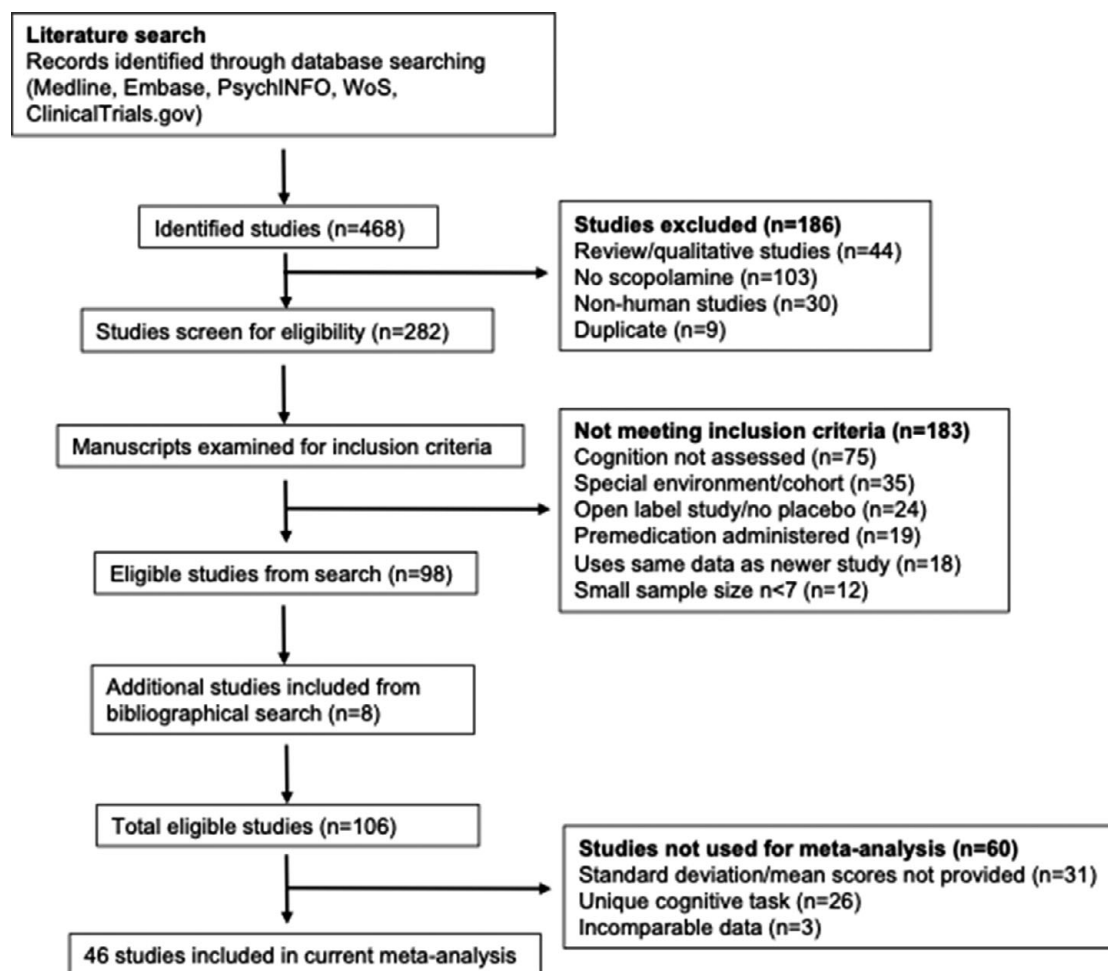 Literature search
Records identified through database searching
(Medline, Embase, PsychINFO, WoS,
ClinicalTrials.gov)
Identified studies (n=468)
Studies excluded (n=186)
Review/qualitative studies (n=44)
No scopolamine (n=103)
Non-human studies (n=30)
Duplicate (n=9)
Studies screen for eligibility (n=282)
Manuscripts examined for inclusion criteria
Not meeting inclusion criteria (n=183)
Cognition not assessed (n=75)
Special environment/cohort (n=35)
Open label study/no placebo (n=24)
Premedication administered (n=19)
Uses same data as newer study (n=18)
Small sample size n<7 (n=12)
Eligible studies from search (n=98)
Additional studies included from
bibliographical search (n=8)
Total eligible studies (n=106)
Studies not used for meta-analysis (n=60)
Standard deviation/mean scores not provided (n=31)
Unique cognitive task (n=26)
Incomparable data (n=3)
46 studies included in current meta-analysis